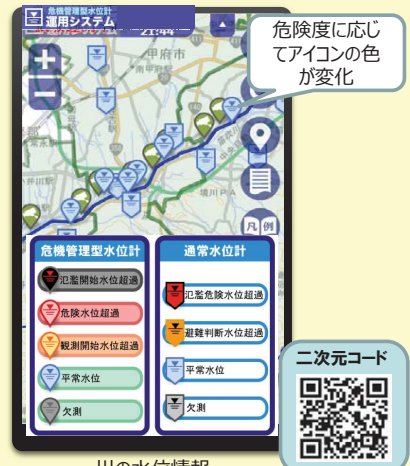 危機管理型水位計
運用システム
21:44
甲府市
危険度に応じ
てアイコンの色
が変化
凡例
危機管理型水位計
氾濫開始水位超過
危険水位超過
観測開始水位超過
平常水位
欠測
通常水位計
氾濫危険水位超過
避難判断水位超過
平常水位
欠測
二次元コード
川の水位情報